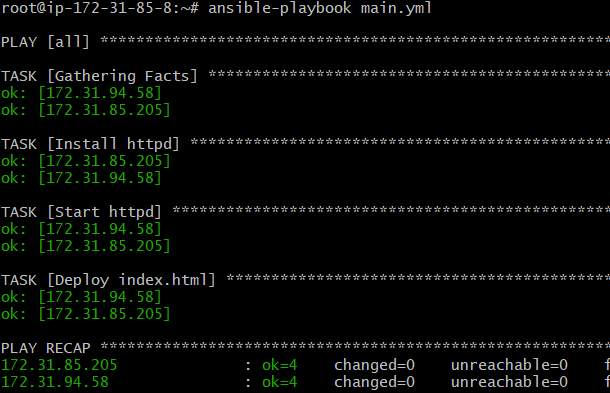 root@ip-172-31-85-8:~# ansible-playbook main.yml
PLAY [all] *********************************************************
TASK [Gathering Facts] *********************************************
ok: [172.31.94.58]
ok: [172.31.85.205]
TASK [Install httpd] ***********************************************
ok: [172.31.85.205]
ok: [172.31.94.58]
TASK [Start httpd] *************************************************
ok: [172.31.94.58]
ok: [172.31.85.205]
TASK [Deploy index.html] *******************************************
ok: [172.31.94.58]
ok: [172.31.85.205]
PLAY RECAP *********************************************************
172.31.85.205              : ok=4    changed=0    unreachable=0    f
172.31.94.58               : ok=4    changed=0    unreachable=0    f